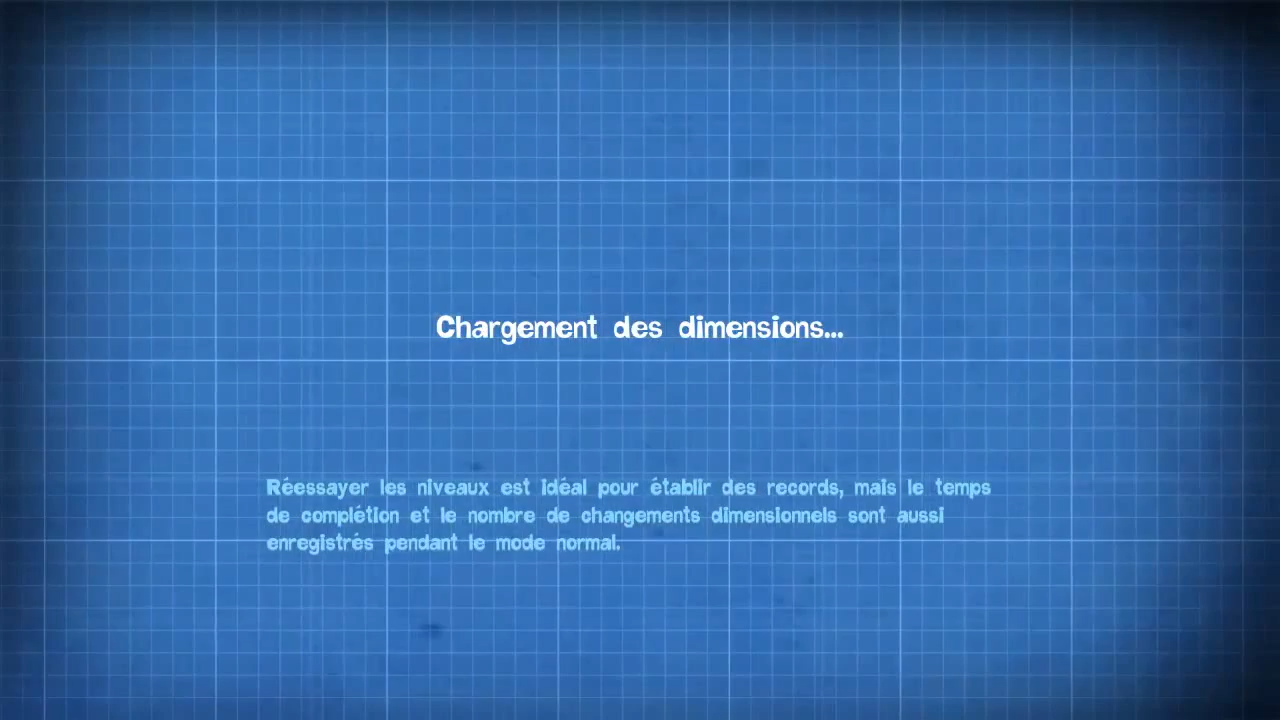 Chargement des dimensions...
Réessayer les niveaux est idéal pour établir des records, mais le temps
de complétion et le nombre de changements dimensionnels sont aussi
enregistrés pendant le mode normal.